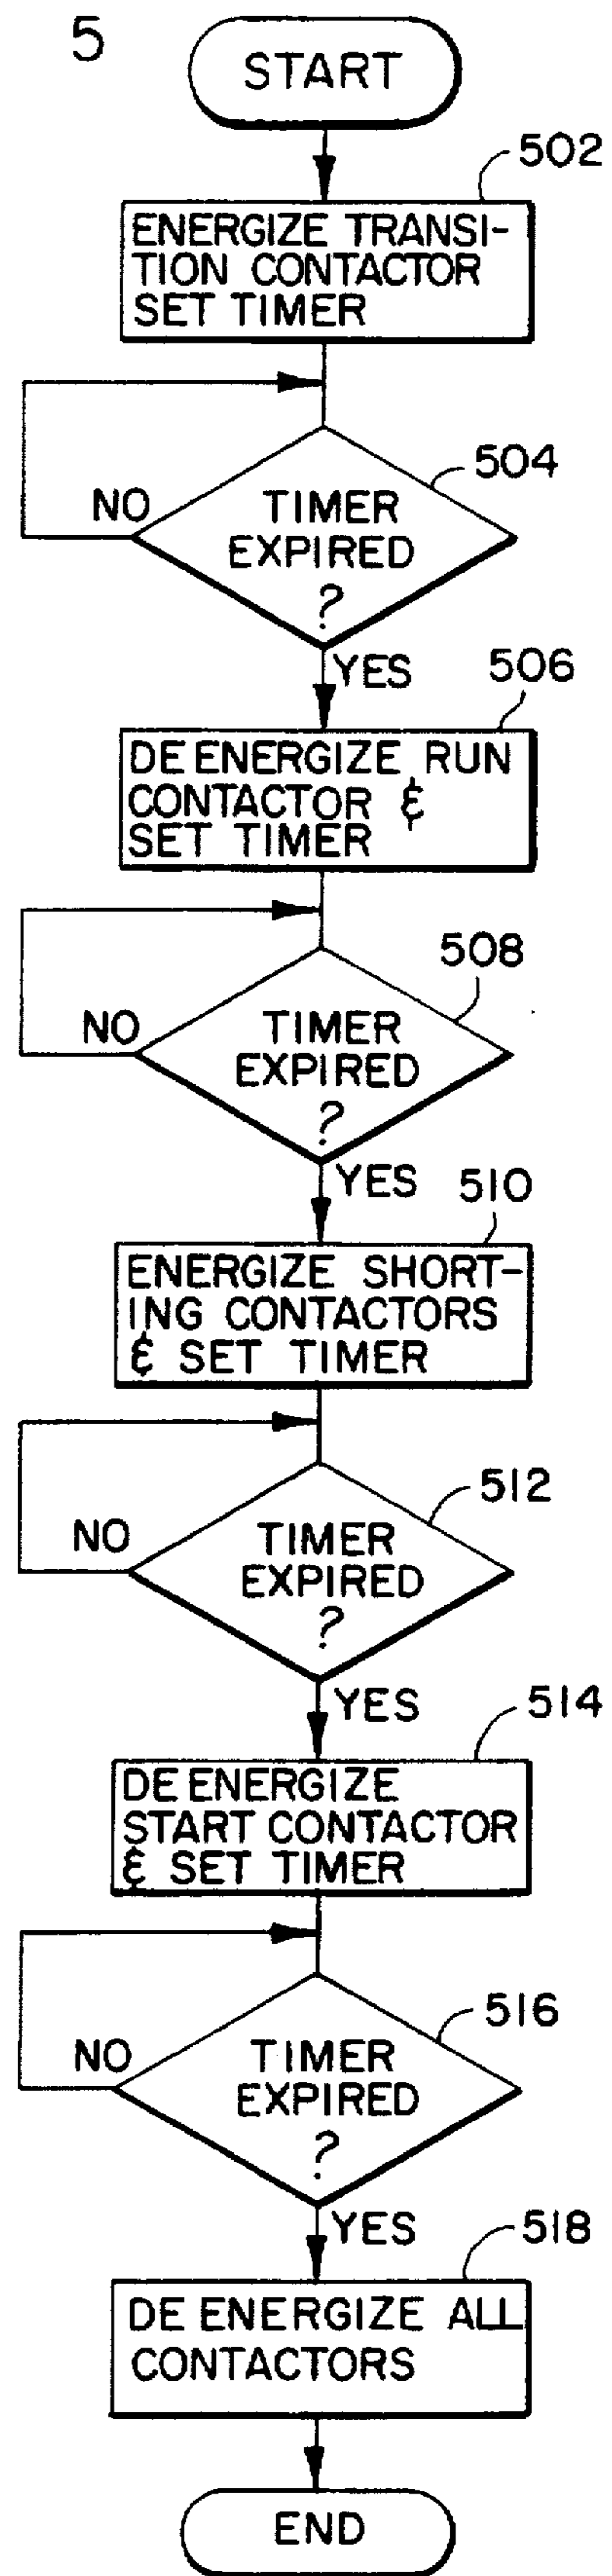 5
START
502
ENERGIZE TRANSI-
TION CONTACTOR
SET TIMER
504
NO
TIMER
EXPIRED
?
YES
506
DE ENERGIZE RUN
CONTACTOR &
SET TIMER
508
NO
TIMER
EXPIRED
?
YES
510
ENERGIZE SHORT-
ING CONTACTORS
& SET TIMER
512
NO
TIMER
EXPIRED
?
YES
514
DE ENERGIZE
START CONTACTOR
& SET TIMER
516
NO
TIMER
EXPIRED
?
YES
518
DE ENERGIZE ALL
CONTACTORS
END